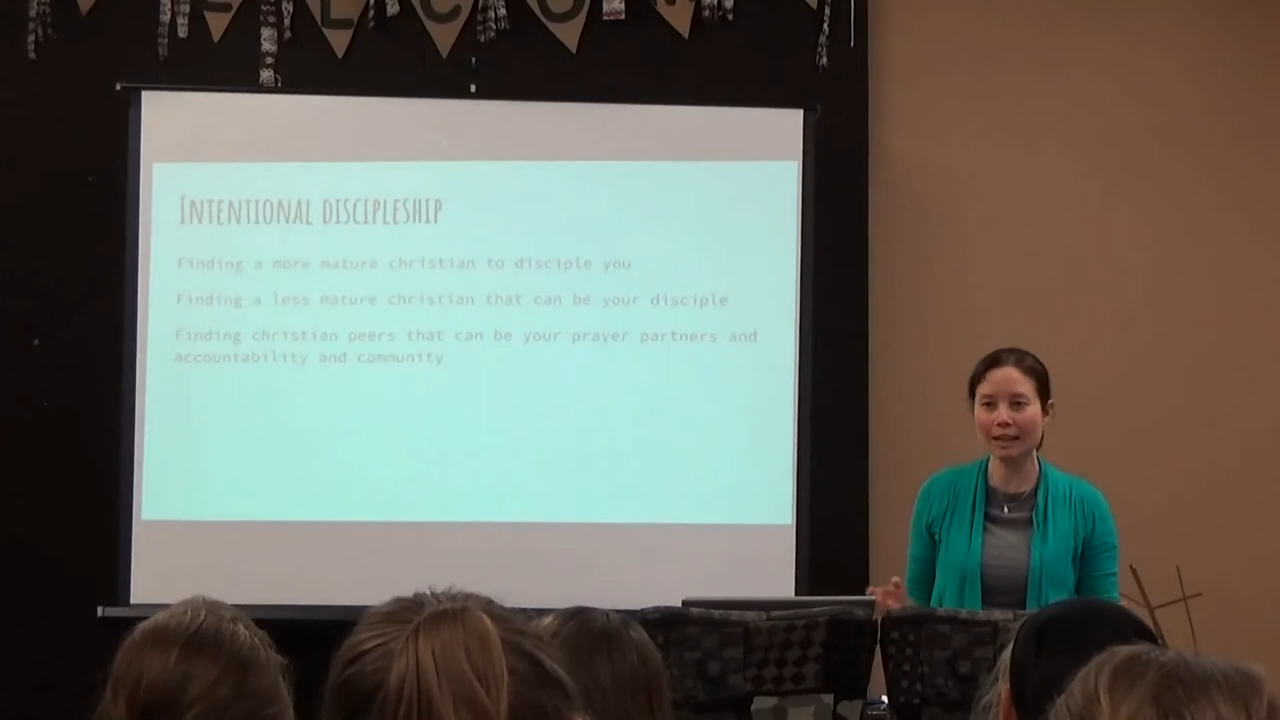 ELCO
Intentional discipleship
Finding a more mature christian to disciple you
Finding a less mature christian that can be your disciple
Finding christian peers that can be your prayer partners and
accountability and community